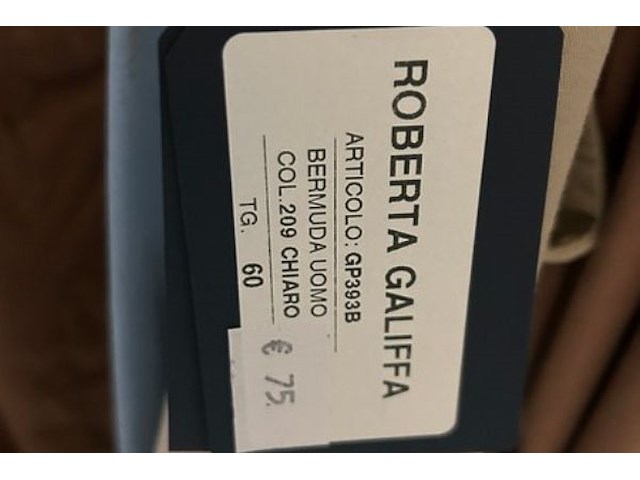 ROBERTA GALIFFA
ARTICOLO: GP393B
BERMUDA UOMO
COL.209 CHIARO
TG. 60
€ 75.